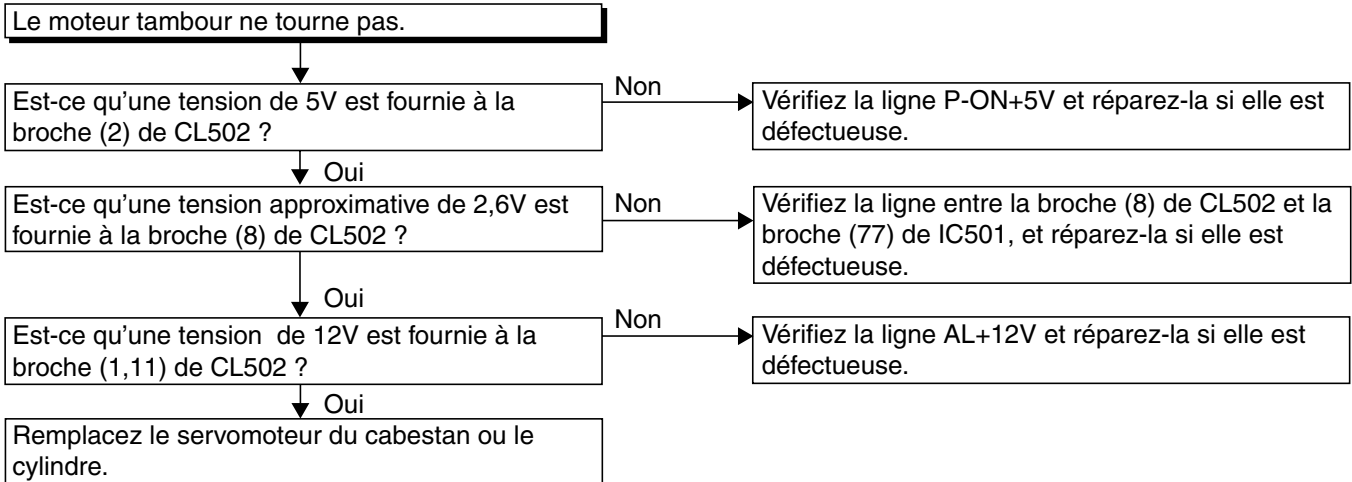 Le moteur tambour ne tourne pas.
Est-ce qu’une tension de 5V est fournie à la
broche (2) de CL502 ?
Non
Vérifiez la ligne P-ON+5V et réparez-la si elle est
défectueuse.
Oui
Est-ce qu’une tension approximative de 2,6V est
fournie à la broche (8) de CL502 ?
Non
Vérifiez la ligne entre la broche (8) de CL502 et la
broche (77) de IC501, et réparez-la si elle est
défectueuse.
Oui
Est-ce qu’une tension de 12V est fournie à la
broche (1,11) de CL502 ?
Non
Vérifiez la ligne AL+12V et réparez-la si elle est
défectueuse.
Oui
Remplacez le servomoteur du cabestan ou le
cylindre.